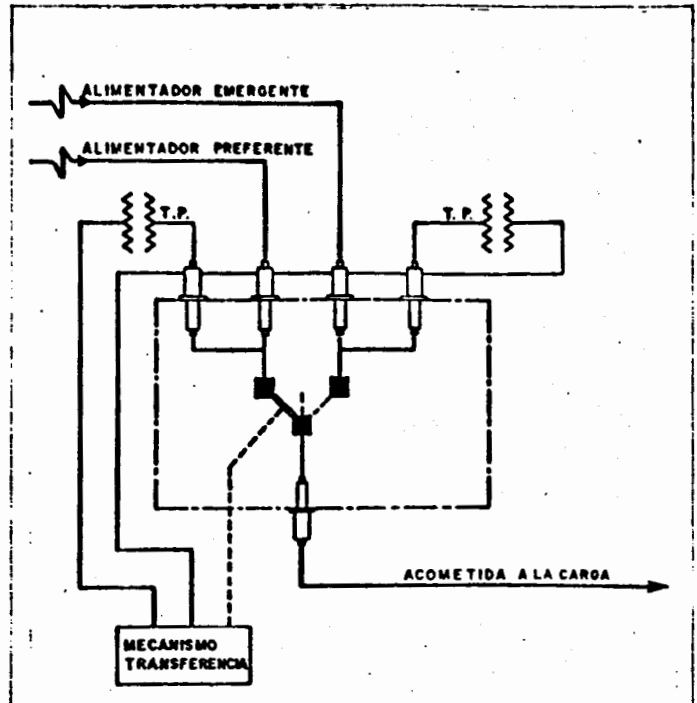 ALIMENTADOR EMERGENTE
ALIMENTADOR PREFERENTE
T.P.
T.P.
ACOMETIDA A LA CARGA
MECANISMO
TRANSFERENCIA